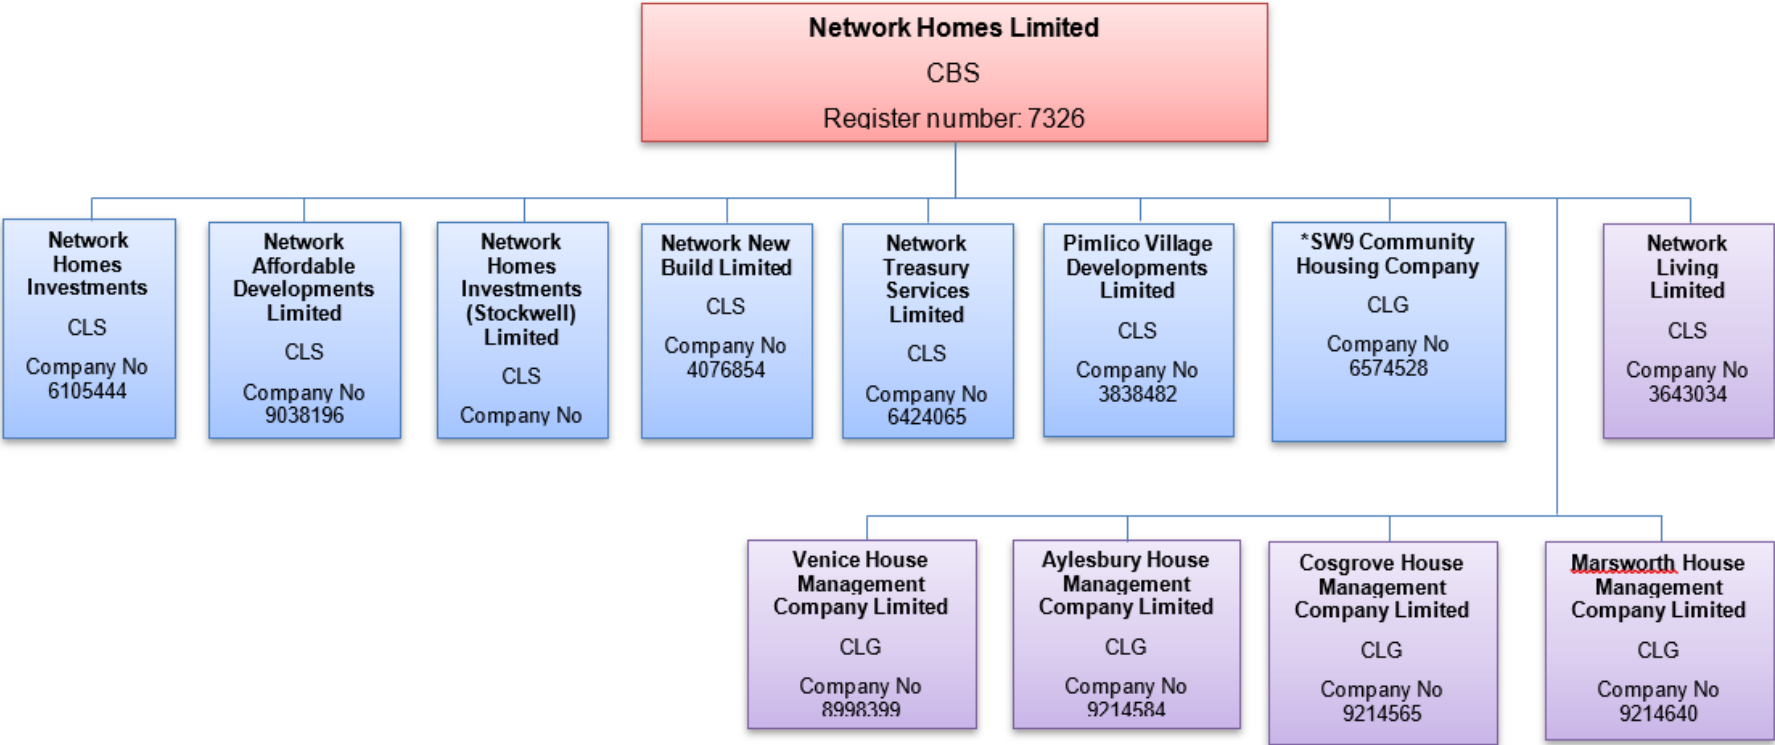 Network Homes Limited
CBS
Register number: 7326
Network
Homes
Investments
CLS
Company No
6105444
Network
Affordable
Developments
Limited
CLS
Company No
9038196
Network
Homes
Investments
(Stockwell)
Limited
CLS
Company No
Network New
Build Limited
CLS
Company No
4076854
Network
Treasury
Services
Limited
CLS
Company No
6424065
Pimlico Village
Developments
Limited
CLS
Company No
3838482
*SW9 Community
Housing Company
CLG
Company No
6574528
Network
Living
Limited
CLS
Company No
3643034
Venice House
Management
Company Limited
CLG
Company No
8998399
Aylesbury House
Management
Company Limited
CLG
Company No
9214584
Cosgrove House
Management
Company Limited
CLG
Company No
9214565
Marsworth House
Management
Company Limited
CLG
Company No
9214640